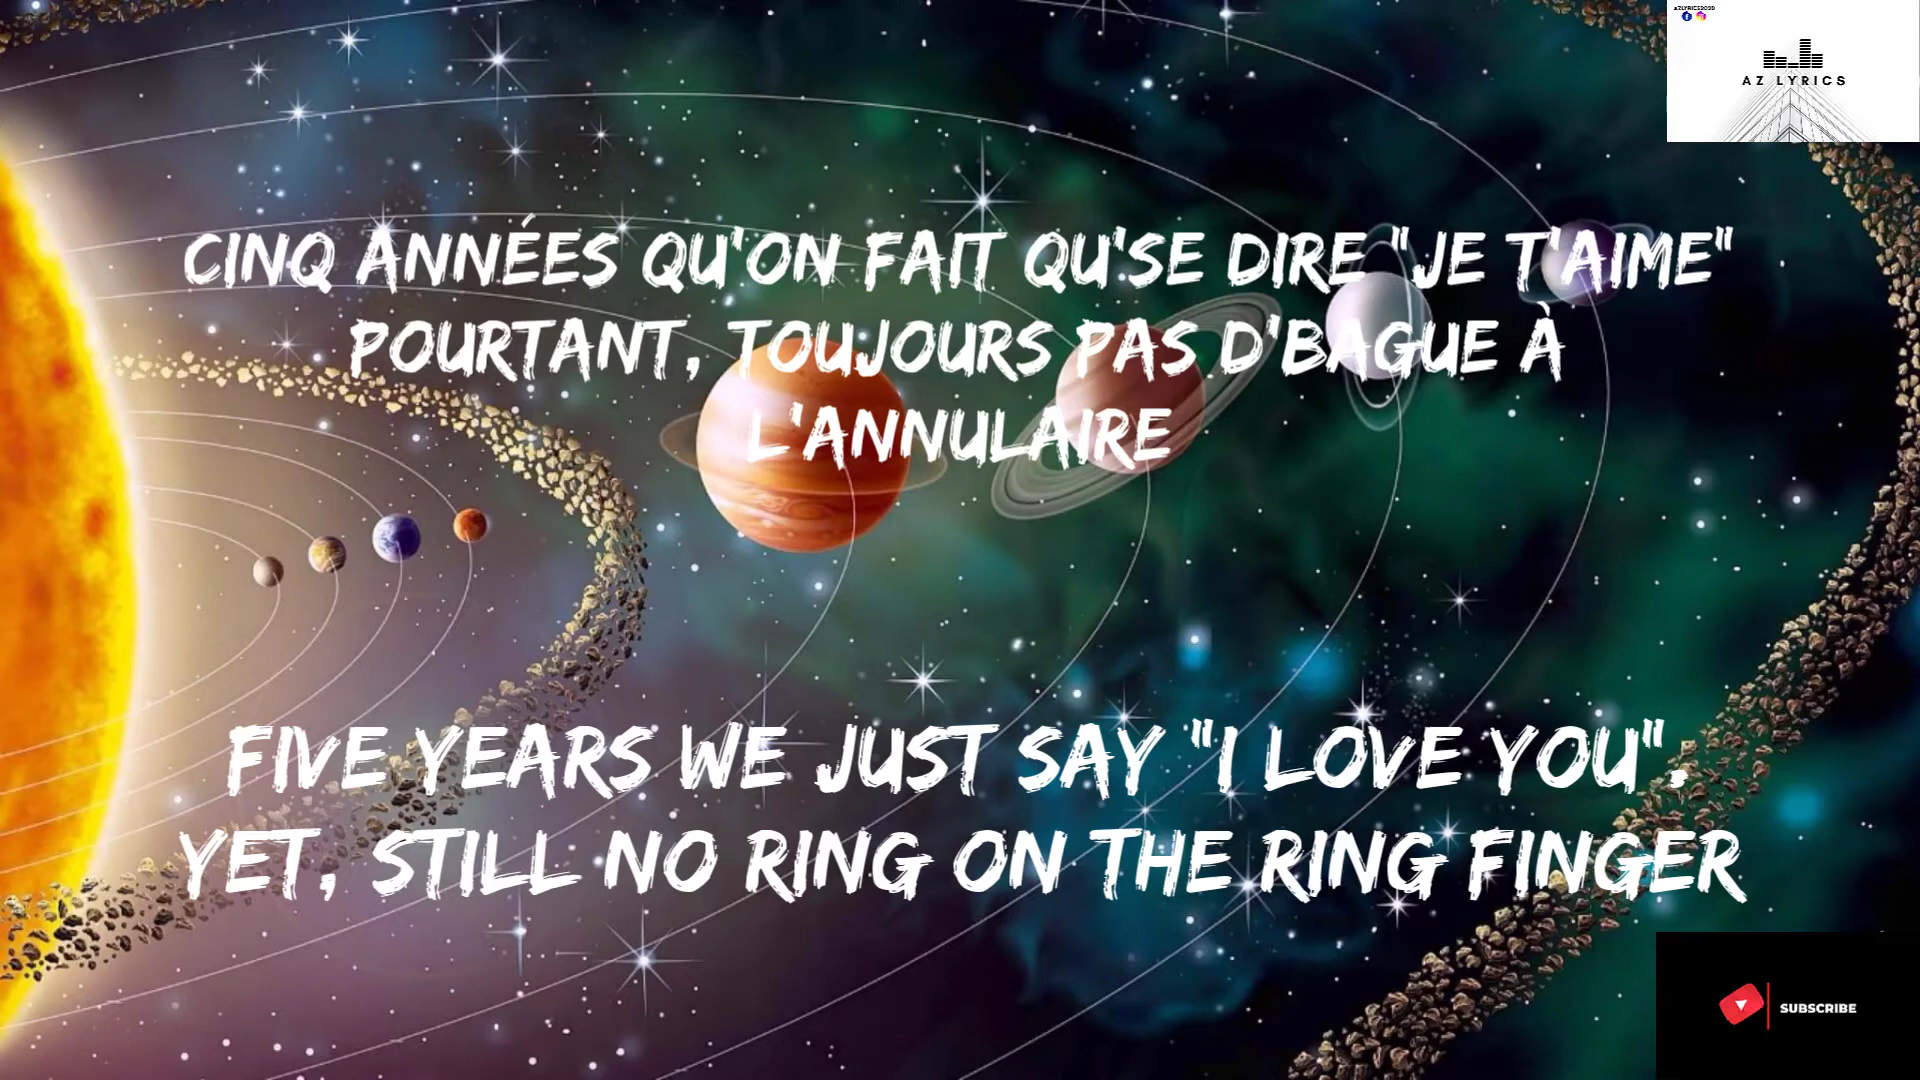 AZLYRICS2020
AZ LYRICS
CINQ ANNÉES QU'ON FAIT QU'SE DIRE "JE T'AIME"
POURTANT, TOUJOURS PAS D'BAGUE À
L'ANNULAIRE
FIVE YEARS WE JUST SAY "I LOVE YOU".
YET, STILL NO RING ON THE RING FINGER
SUBSCRIBE